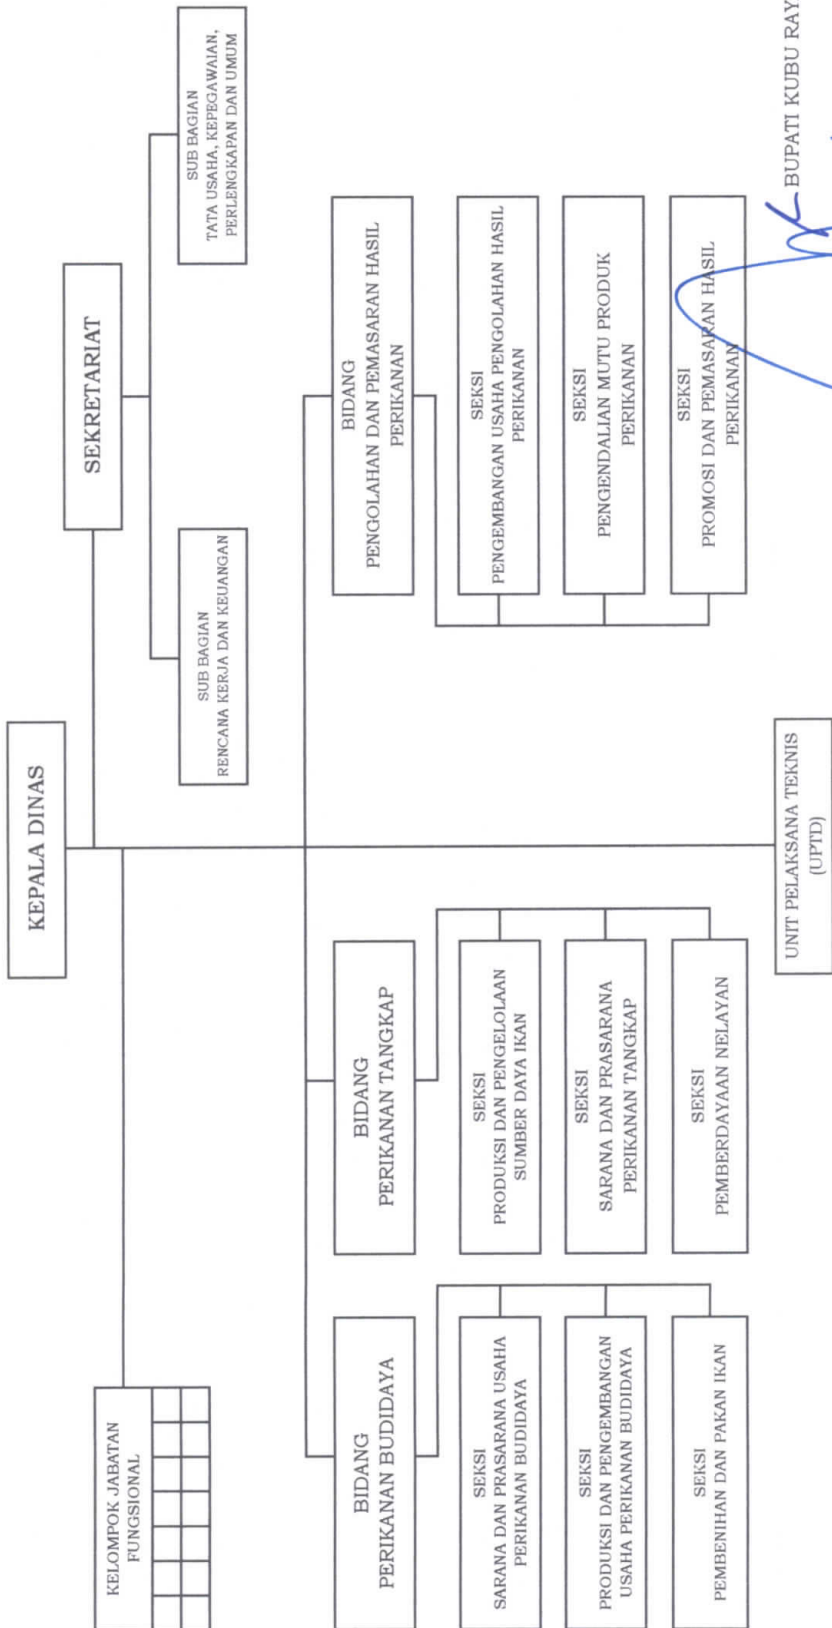 KEPALA DINAS
KELOMPOK JABATAN
FUNGSIONAL
SEKRETARIAT
SUB BAGIAN
RENCANA KERJA DAN KEUANGAN
SUB BAGIAN
TATA USAHA, KEPEGAWAIAN,
PERLENGKAPAN DAN UMUM
BIDANG
PERIKANAN BUDIDAYA
SEKSI
SARANA DAN PRASARANA USAHA
PERIKANAN BUDIDAYA
SEKSI
PRODUKSI DAN PENGEMBANGAN
USAHA PERIKANAN BUDIDAYA
SEKSI
PEMBENIHAN DAN PAKAN IKAN
BIDANG
PERIKANAN TANGKAP
SEKSI
PRODUKSI DAN PENGELOLAAN
SUMBER DAYA IKAN
SEKSI
SARANA DAN PRASARANA
PERIKANAN TANGKAP
SEKSI
PEMBERDAYAAN NELAYAN
BIDANG
PENGOLAHAN DAN PEMASARAN HASIL
PERIKANAN
SEKSI
PENGEMBANGAN USAHA PENGOLAHAN HASIL
PERIKANAN
SEKSI
PENGENDALIAN MUTU PRODUK
PERIKANAN
SEKSI
PROMOSI DAN PEMASARAN HASIL
PERIKANAN
UNIT PELAKSANA TEKNIS
(UPTD)
BUPATI KUBU RAY